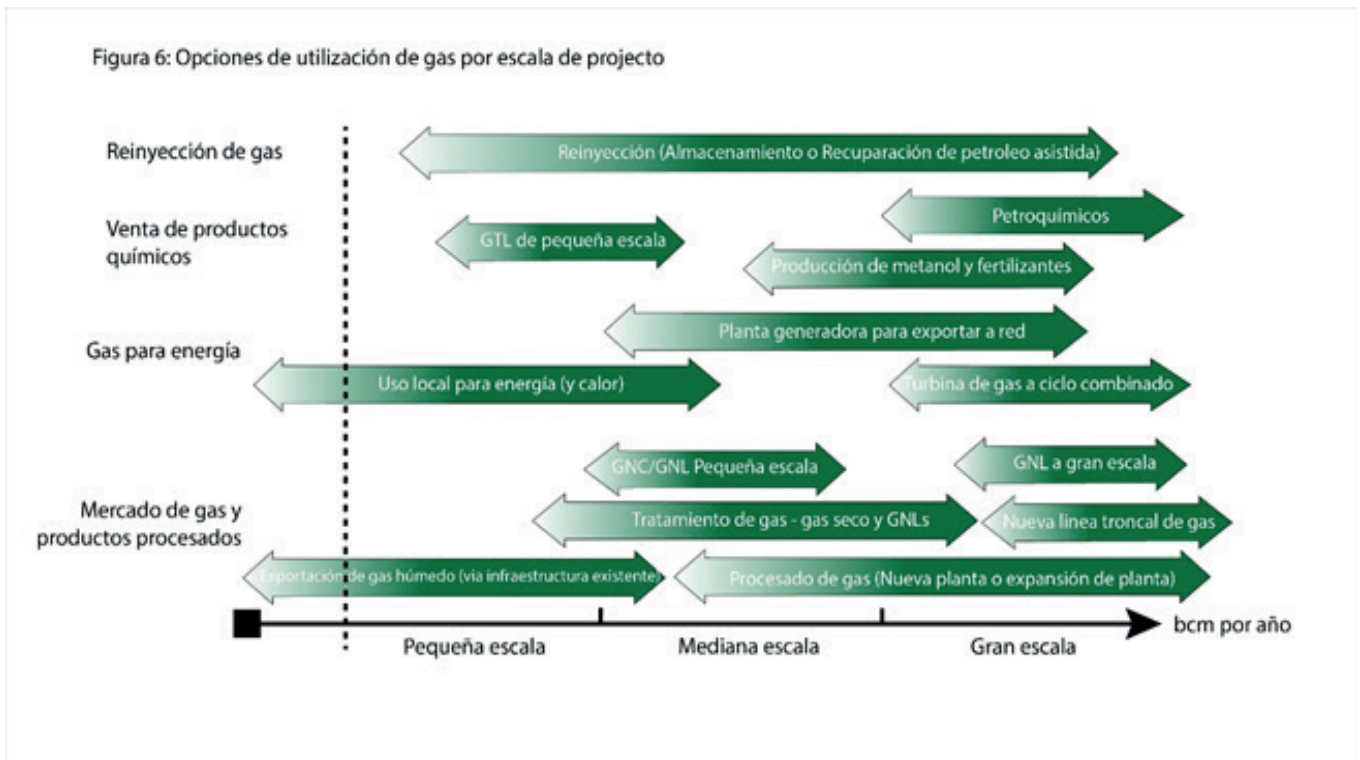 Figura 6: Opciones de utilización de gas por escala de projecto
Reinyección de gas
Reinyección (Almacenamiento o Recuparación de petroleo asistida)
Venta de productos
químicos
Petroquímicos
GTL de pequeña escala
Producción de metanol y fertilizantes
Gas para energía
Planta generadora para exportar a red
Uso local para energía (y calor)
Turbina de gas a ciclo combinado
Mercado de gas y
productos procesados
GNC/GNL Pequeña escala
GNL a gran escala
Tratamiento de gas - gas seco y GNLs
Nueva linea troncal de gas
Exportación de gas húmedo (via infraestructura existente)
Procesado de gas (Nueva planta o expansión de planta)
bcm por año
Pequeña escala
Mediana escala
Gran escala